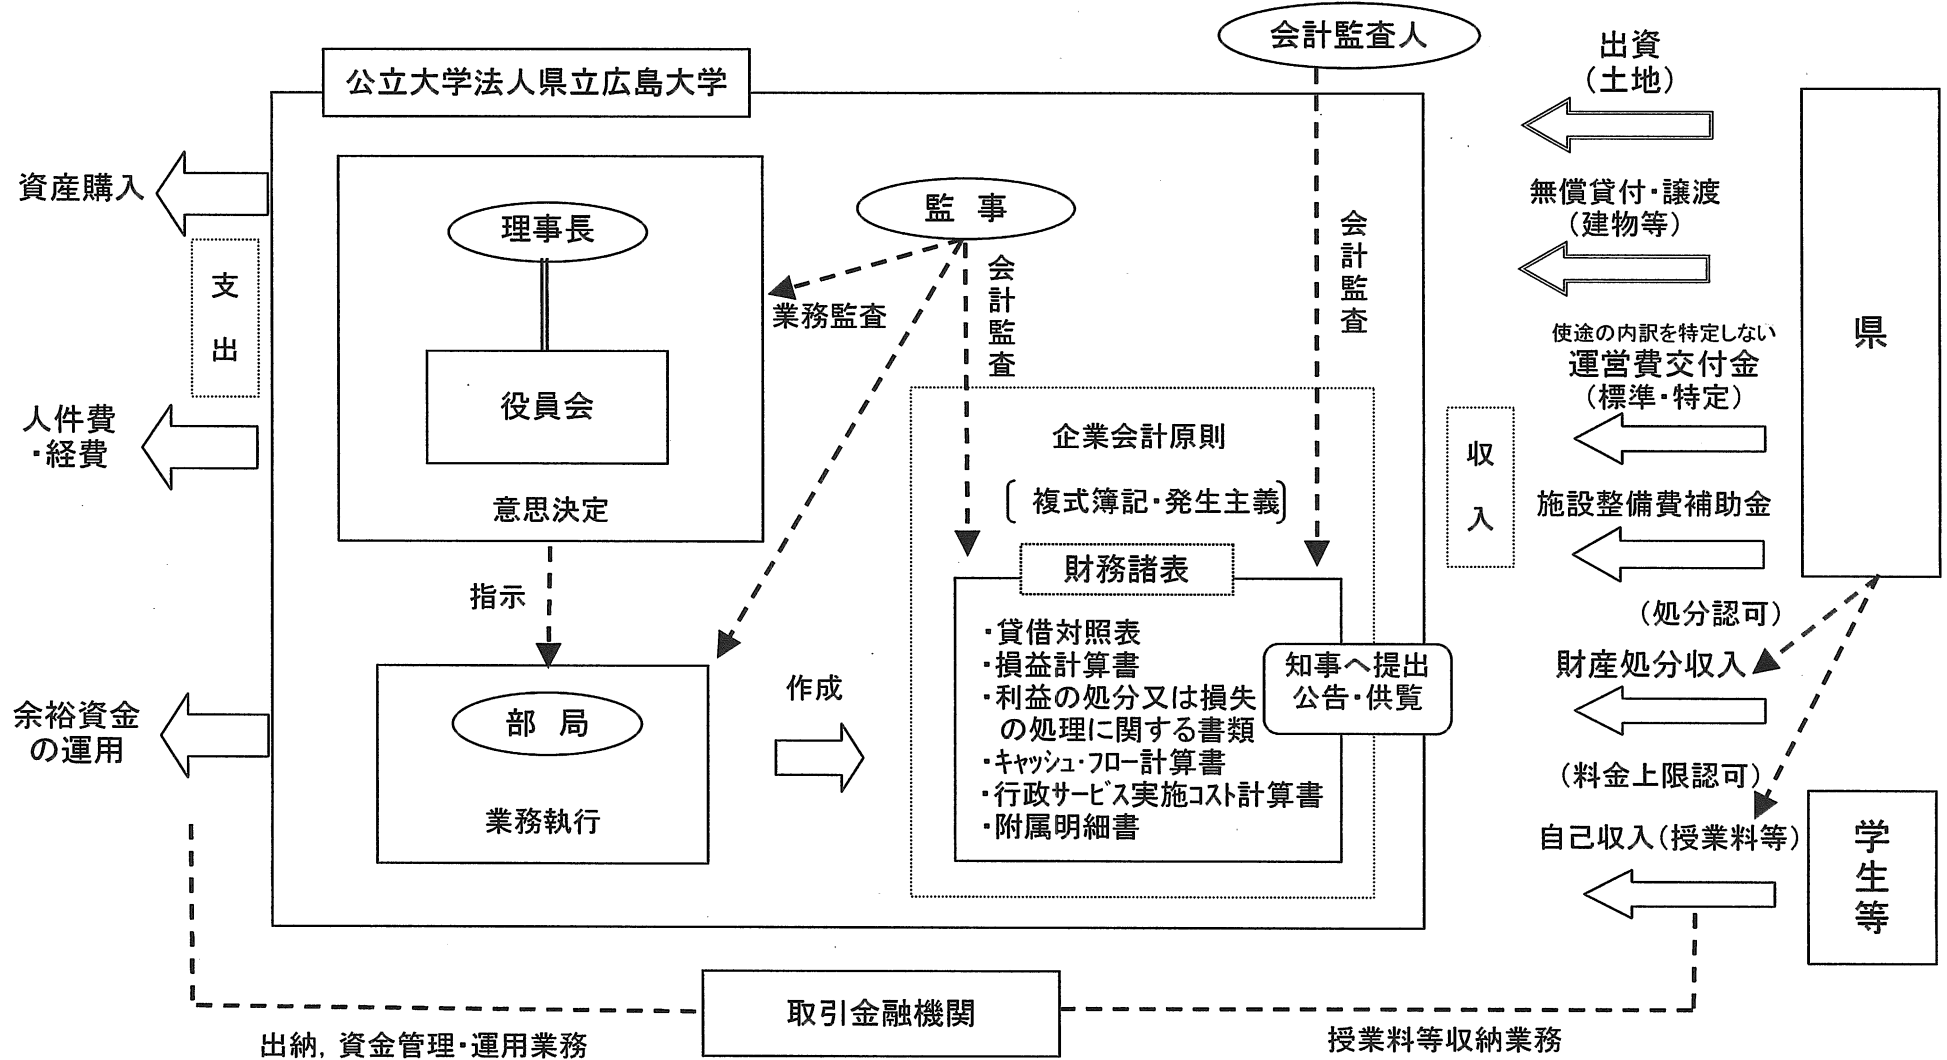 会計監査人
公立大学法人県立広島大学
出資
（土地）
無償貸付・譲渡
（建物等）
使途の内訳を特定しない
運営費交付金
（標準・特定）
施設整備費補助金
（処分認可）
財産処分収入
（料金上限認可）
自己収入（授業料等）
県
学生等
収入
資産購入
支出
人件費
・経費
余裕資金
の運用
理事長
役員会
意思決定
指示
部局
業務執行
監事
業務監査
会計監査
会計監査
作成
企業会計原則
〔複式簿記・発生主義〕
財務諸表
・貸借対照表
・損益計算書
・利益の処分又は損失
の処理に関する書類
・ｷｬｯｼｭ・ﾌﾛｰ計算書
・行政ｻｰﾋﾞｽ実施ｺｽﾄ計算書
・附属明細書
知事へ提出
公告・供覧
取引金融機関
出納，資金管理・運用業務
授業料等収納業務